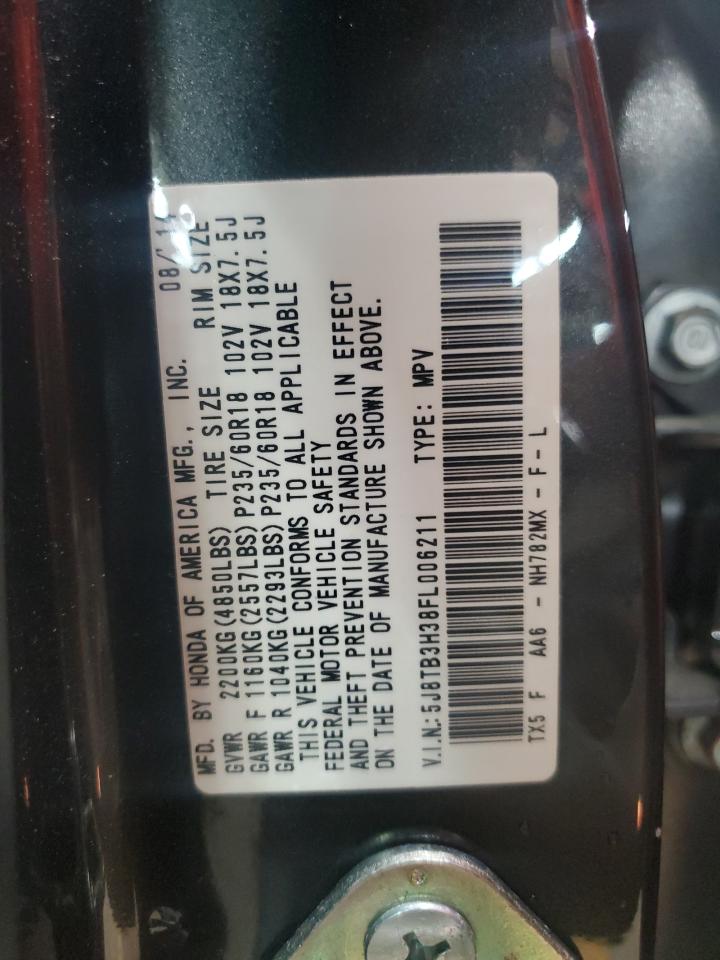 MFD. BY HONDA OF AMERICA MFG., INC. 08/'14
GVWR 2200KG(4850LBS) TIRE SIZE RIM SIZE
GAWR F 1160KG(2557LBS)P235/60R18 102V 18X7.5J
GAWR R 1040KG(2293LBS)P235/60R18 102V 18X7.5J
THIS VEHICLE CONFORMS TO ALL APPLICABLE
FEDERAL MOTOR VEHICLE SAFETY
AND THEFT PREVENTION STANDARDS IN EFFECT
ON THE DATE OF MANUFACTURE SHOWN ABOVE.
V.I.N.:5J8TB3H38FL006211 TYPE: MPV
TX5 F AA6 - NH782MX - F - L